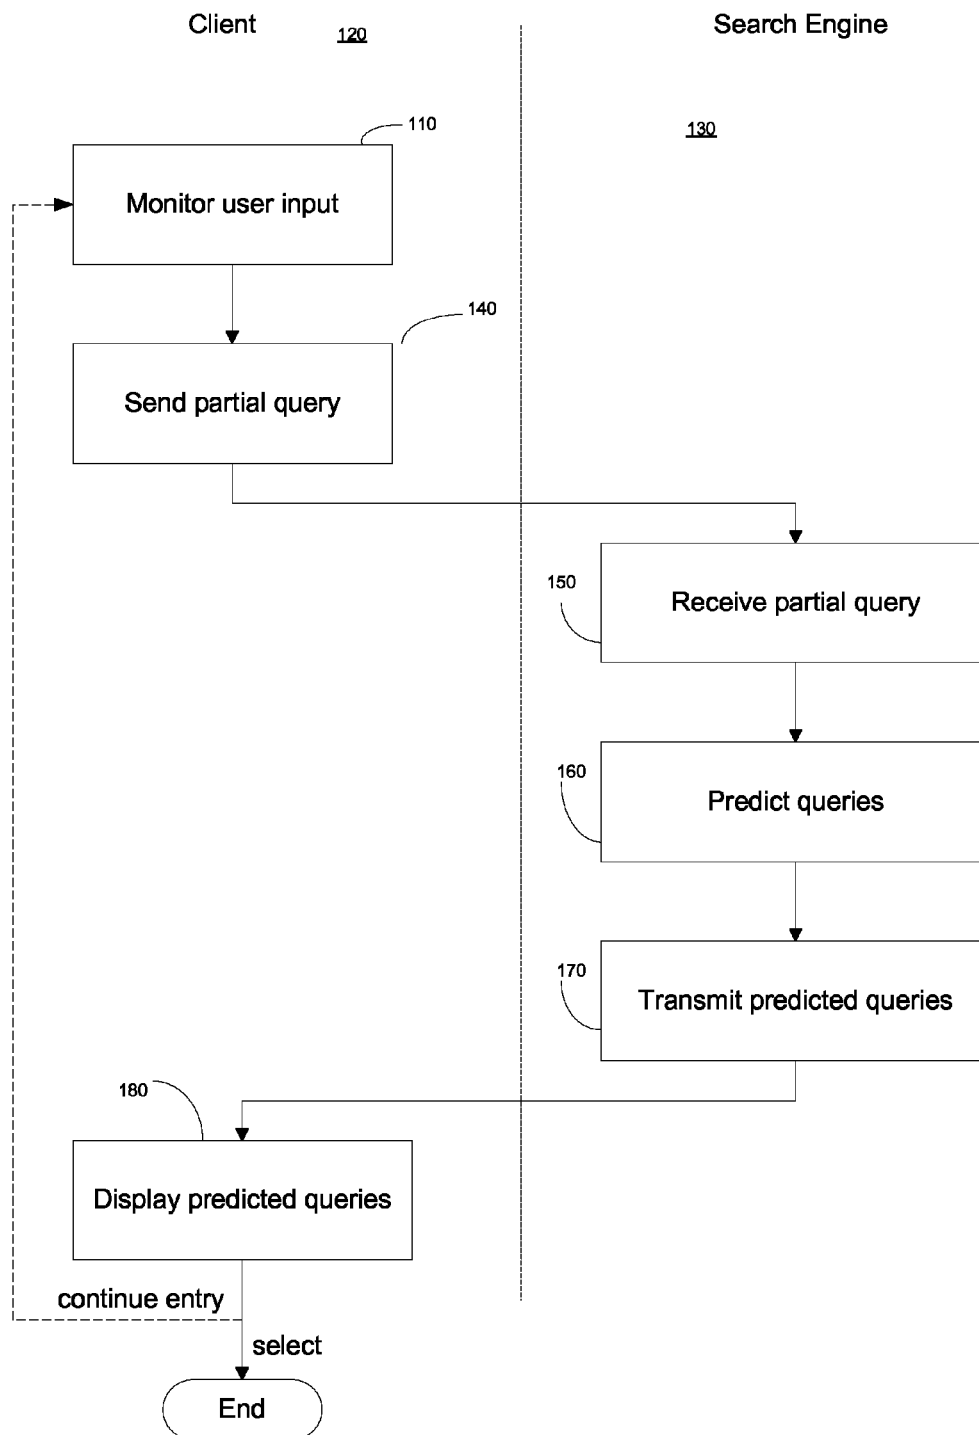 Client
120
Search Engine
110
130
Monitor user input
140
Send partial query
150
Receive partial query
160
Predict queries
170
Transmit predicted queries
180
Display predicted queries
continue entry
select
End